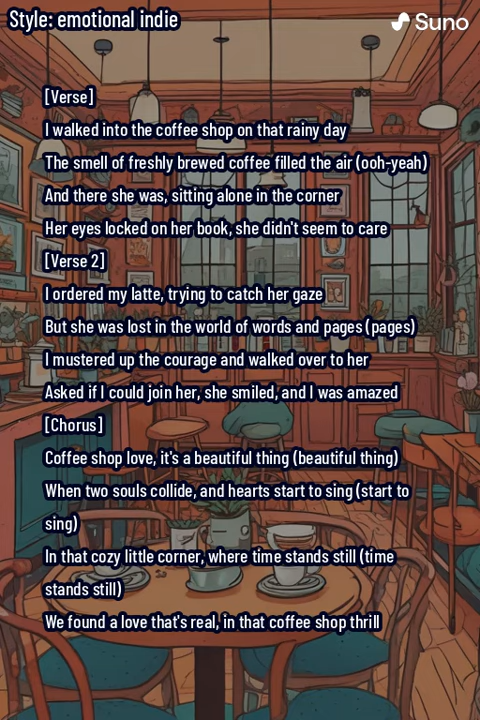 Style: emotional indie
Suno
[Verse]
I walked into the coffee shop on that rainy day
The smell of freshly brewed coffee filled the air (ooh-yeah)
And there she was, sitting alone in the corner
Her eyes locked on her book, she didn't seem to care
[Verse 2]
I ordered my latte, trying to catch her gaze
But she was lost in the world of words and pages (pages)
I mustered up the courage and walked over to her
Asked if I could join her, she smiled, and I was amazed
[Chorus]
Coffee shop love, it's a beautiful thing (beautiful thing)
When two souls collide, and hearts start to sing (start to
sing)
In that cozy little corner, where time stands still (time
stands still)
We found a love that's real, in that coffee shop thrill